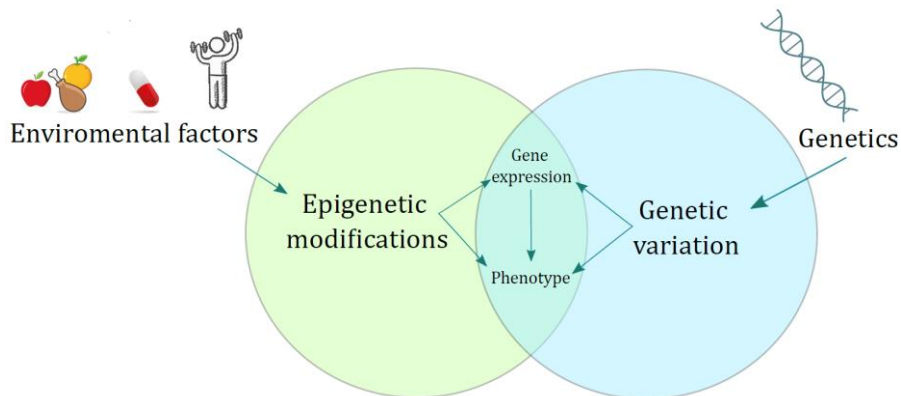 Enviromental factors
Genetics
Gene
expression
Epigenetic
modifications
Genetic
variation
Phenotype